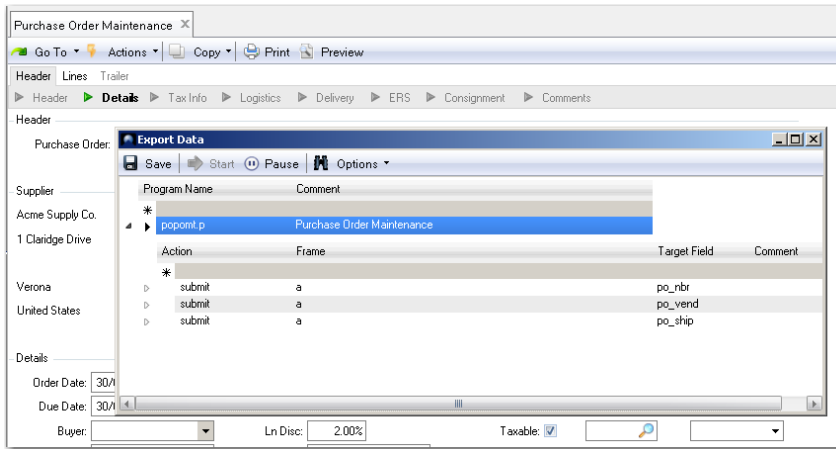 Purchase Order Maintenance
Go To Actions Copy Print Preview
Header Lines Trailer
Header Details Tax Info Logistics Delivery ERS Consignment Comments
Header
Purchase Order:
Export Data
Save Start Pause Options
Program Name Comment
popomt.p Purchase Order Maintenance
Action Frame Target Field Comment
submit a po_nbr
submit a po_vend
submit a po_ship
Supplier
Acme Supply Co.
1 Claridge Drive
Verona
United States
Details
Order Date: 30/
Due Date: 30/
Buyer: Ln Disc: 2.00% Taxable: